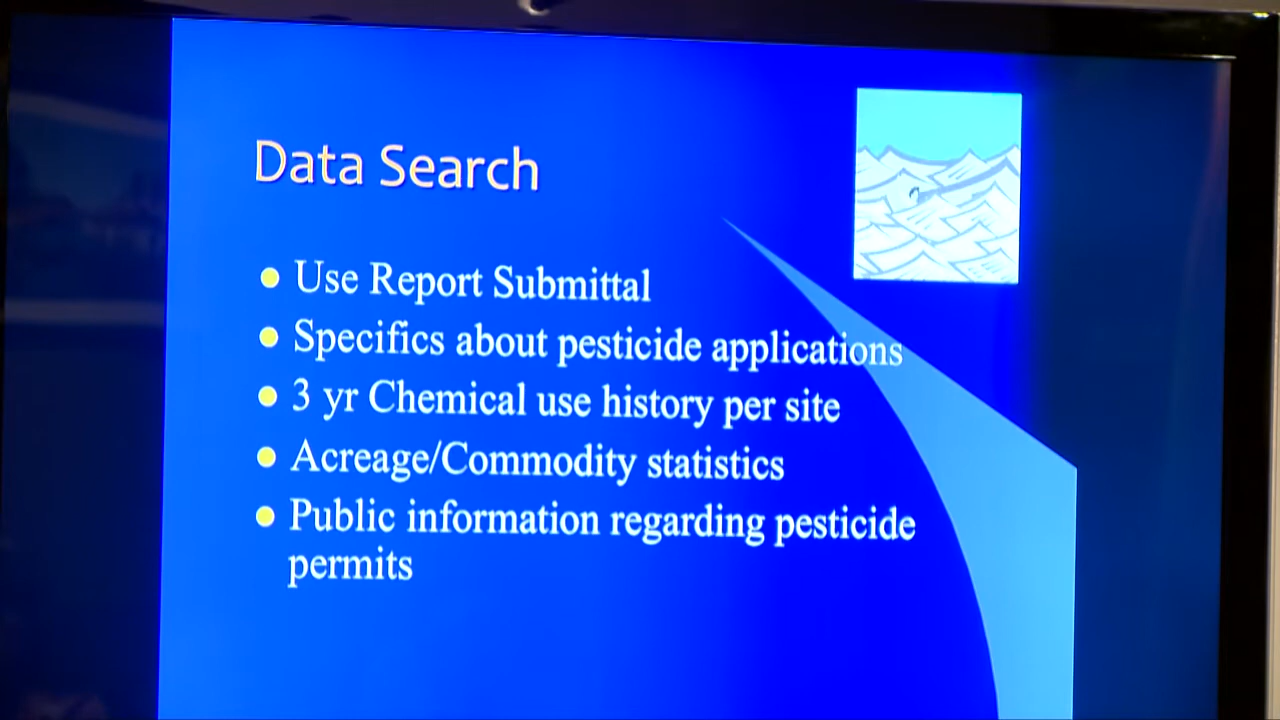 Data Search
Use Report Submittal
Specifics about pesticide applications
3 yr Chemical use history per site
Acreage/Commodity statistics
Public information regarding pesticide
permits